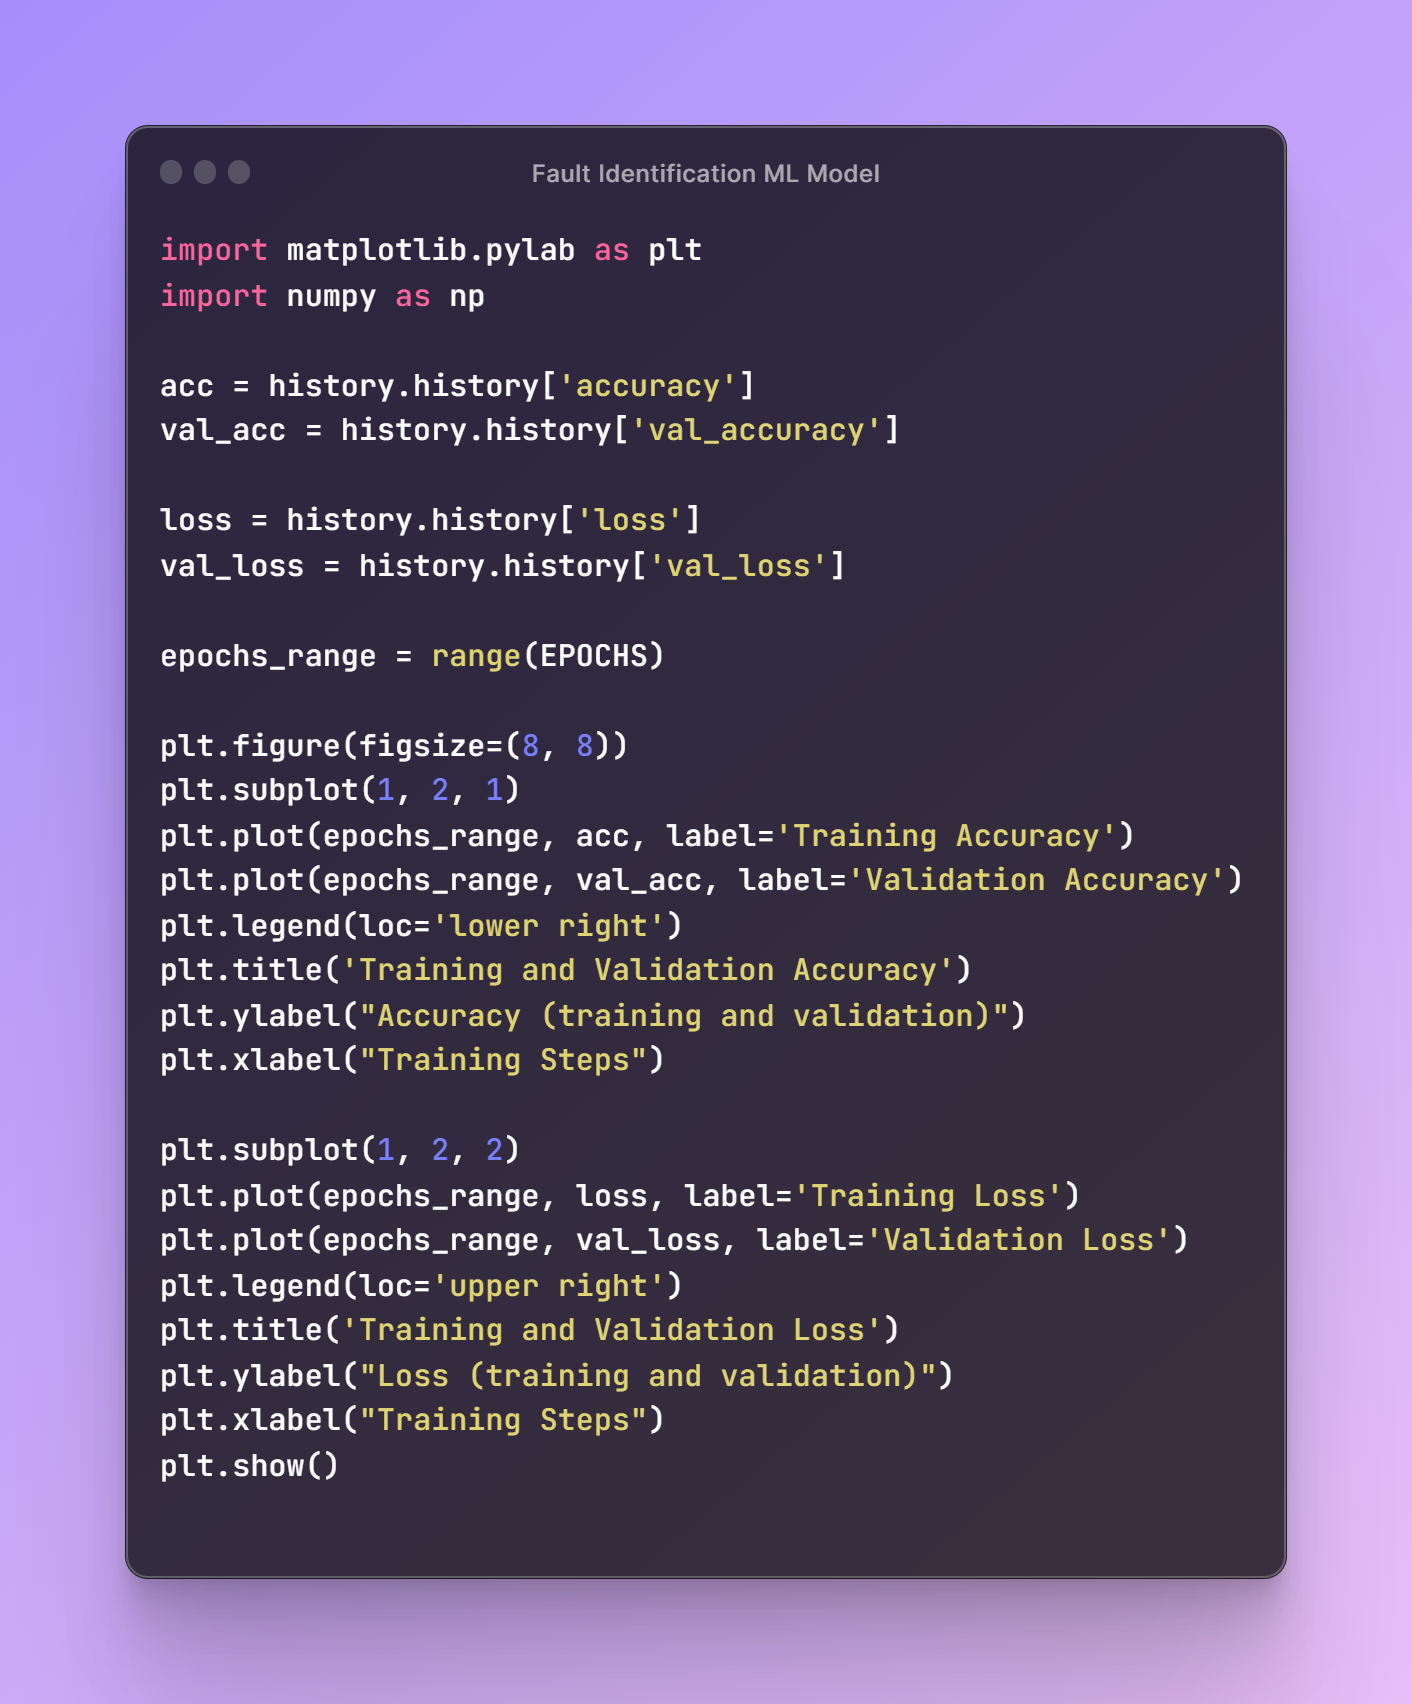 Fault Identification ML Model
import matplotlib.pylab as plt
import numpy as np
acc = history.history['accuracy']
val_acc = history.history['val_accuracy']
loss = history.history['loss']
val_loss = history.history['val_loss']
epochs_range = range(EPOCHS)
plt.figure(figsize=(8, 8))
plt.subplot(1, 2, 1)
plt.plot(epochs_range, acc, label='Training Accuracy')
plt.plot(epochs_range, val_acc, label='Validation Accuracy')
plt.legend(loc='lower right')
plt.title('Training and Validation Accuracy')
plt.ylabel("Accuracy (training and validation)")
plt.xlabel("Training Steps")
plt.subplot(1, 2, 2)
plt.plot(epochs_range, loss, label='Training Loss')
plt.plot(epochs_range, val_loss, label='Validation Loss')
plt.legend(loc='upper right')
plt.title('Training and Validation Loss')
plt.ylabel("Loss (training and validation)")
plt.xlabel("Training Steps")
plt.show()